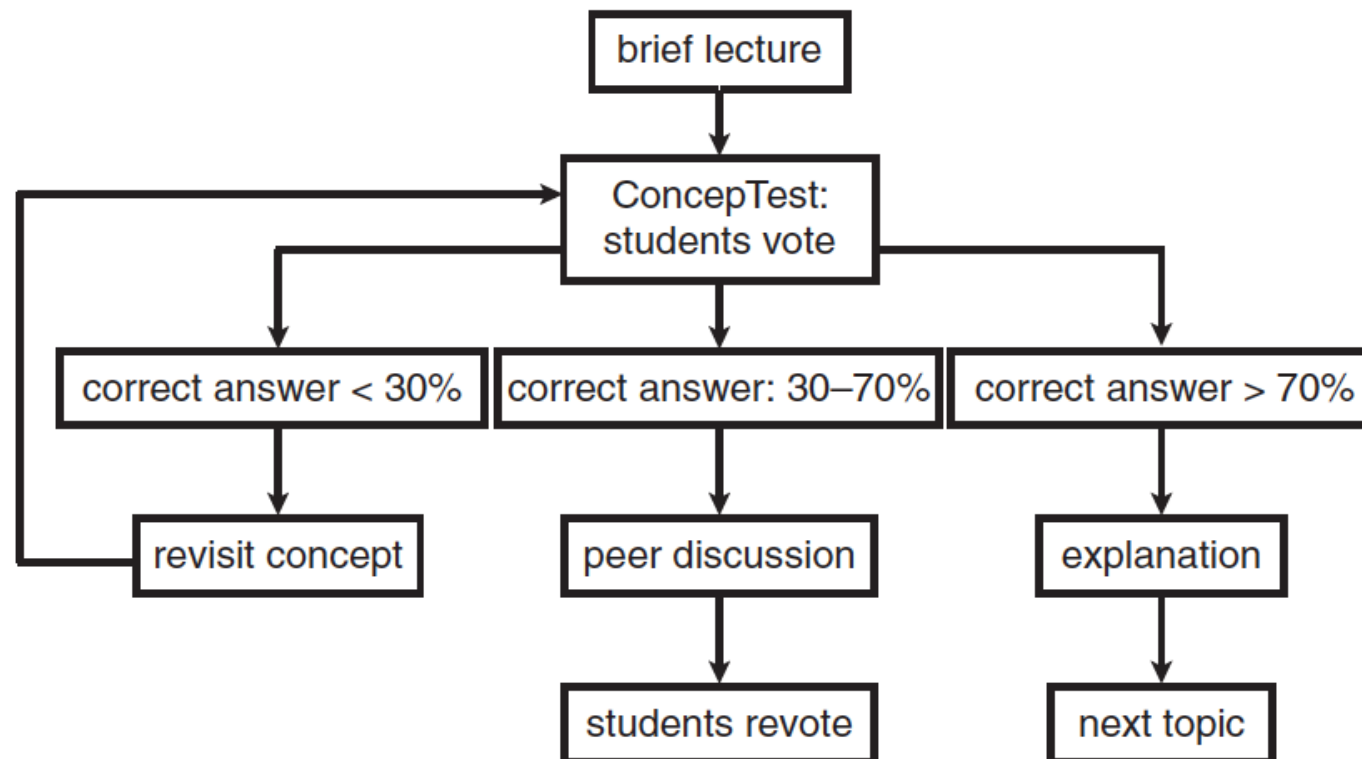 brief lecture
ConcepTest:
students vote
correct answer < 30%
correct answer: 30–70%
correct answer > 70%
revisit concept
peer discussion
explanation
students revote
next topic